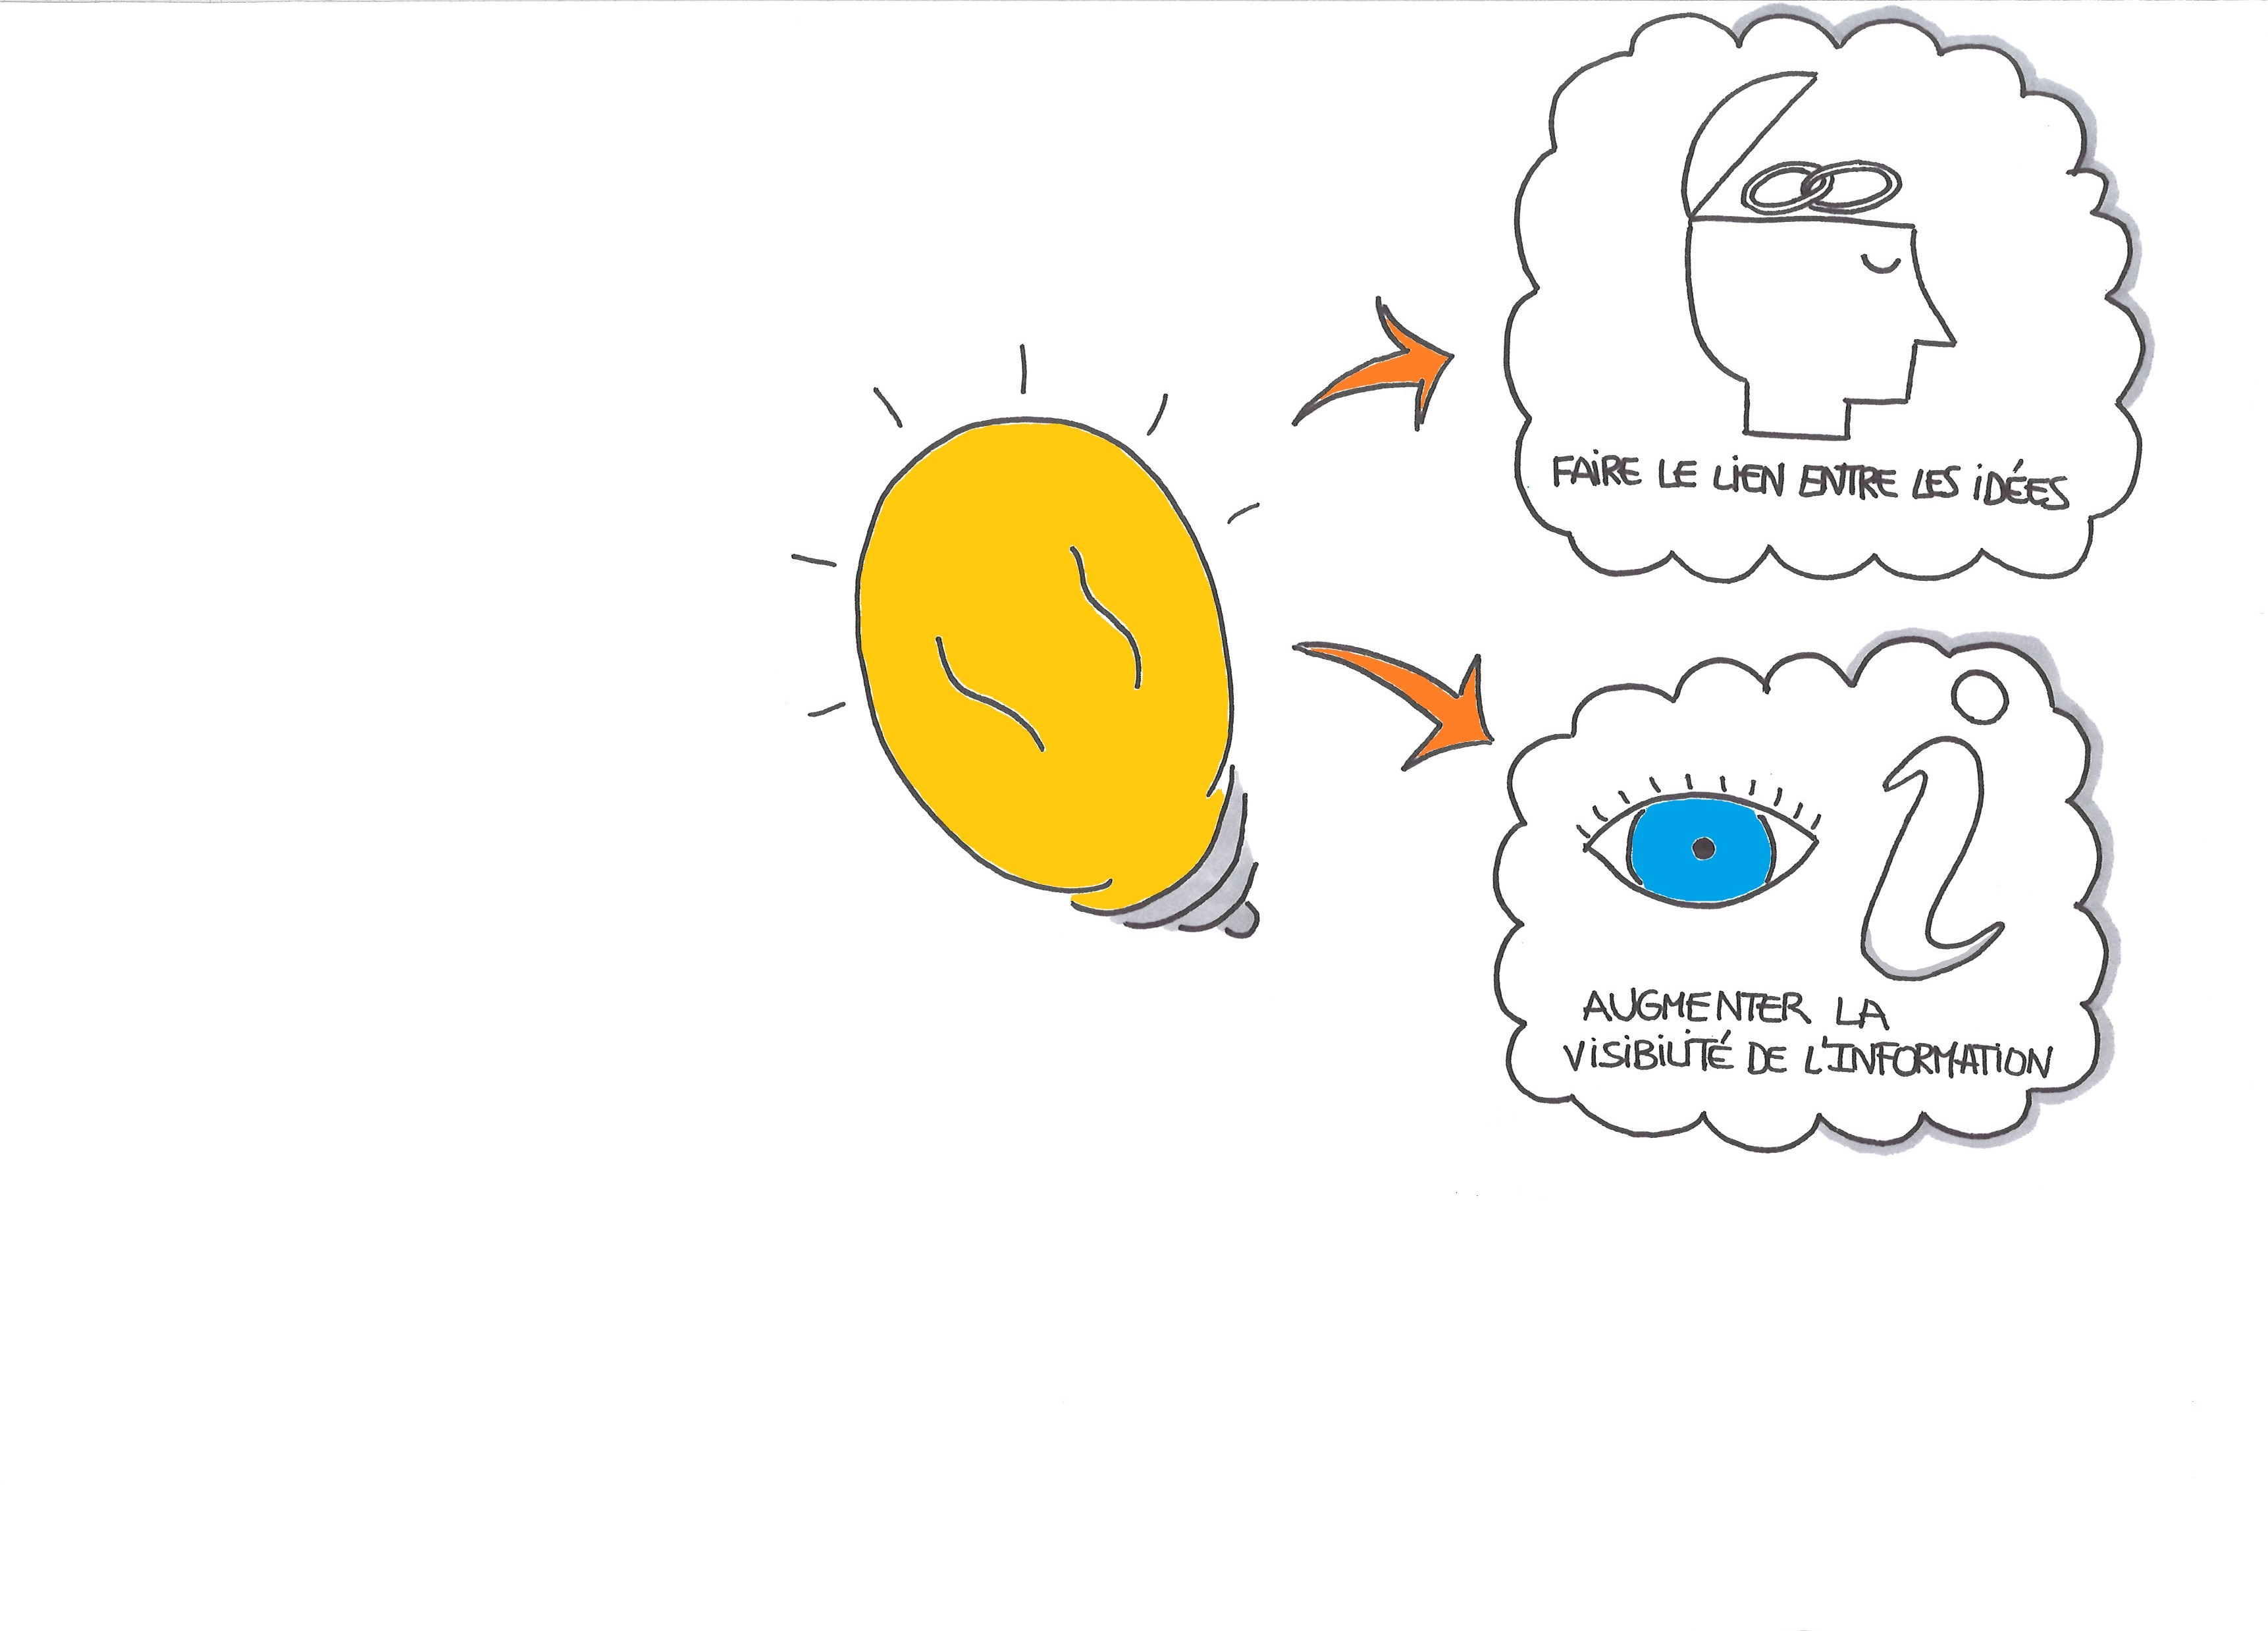 FAIRE LE LIEN ENTRE LES IDÉES
i
AUGMENTER LA
VISIBILITÉ DE L'INFORMATION